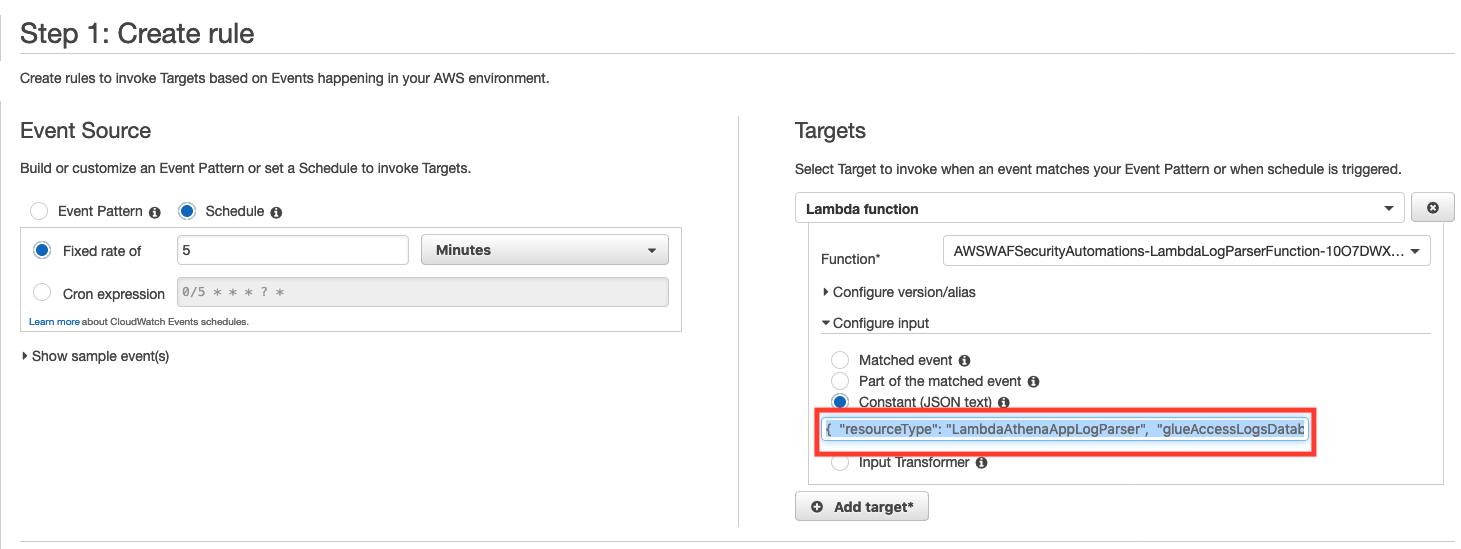 Step 1: Create rule
Create rules to invoke Targets based on Events happening in your AWS environment.
Event Source
Build or customize an Event Pattern or set a Schedule to invoke Targets.
Event Pattern Schedule
Fixed rate of 5 Minutes
Cron expression 0/5 * * * ? *
Learn more about CloudWatch Events schedules.
Show sample event(s)
Targets
Select Target to invoke when an event matches your Event Pattern or when schedule is triggered.
Lambda function
Function* AWSWAFSecurityAutomations-LambdaLogParserFunction-10O7DWX...
Configure version/alias
Configure input
Matched event
Part of the matched event
Constant (JSON text)
{ "resourceType": "LambdaAthenaAppLogParser", "glueAccessLogsDatab
Input Transformer
Add target*